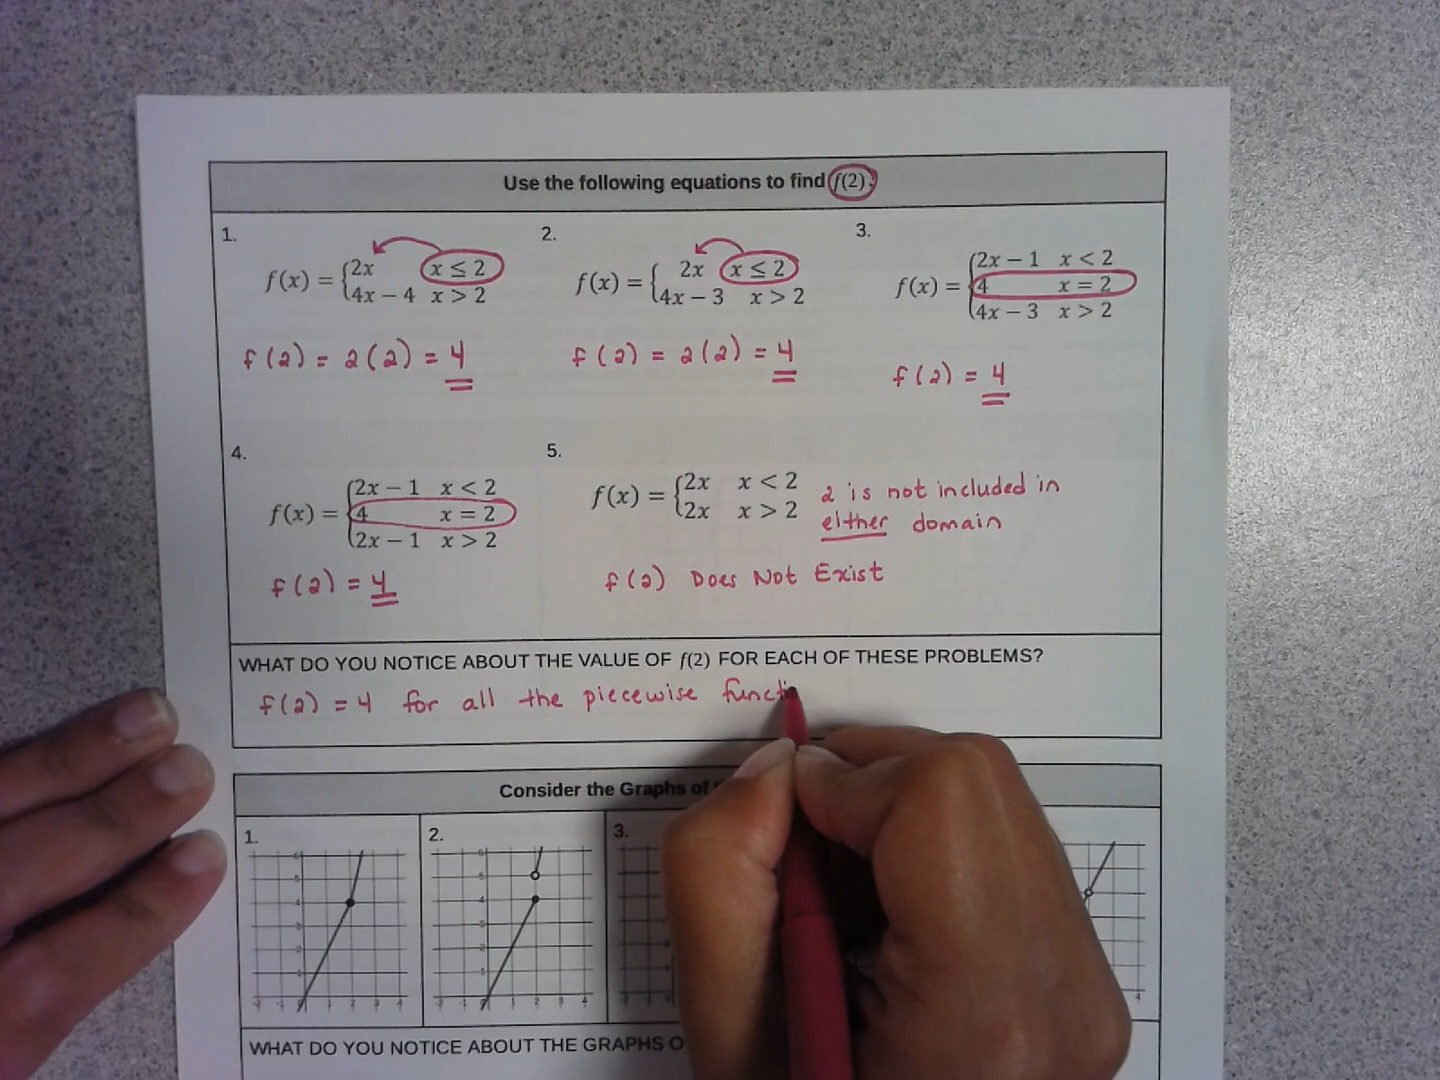 Use the following equations to find f(2).
1.
f(x) = {2x x ≤ 2
4x − 4 x > 2
f(2) = 2(2) = 4
2.
f(x) = {2x x ≤ 2
4x − 3 x > 2
f(2) = 2(2) = 4
3.
f(x) = {2x − 1 x < 2
4 x = 2
4x − 3 x > 2
f(2) = 4
4.
f(x) = {2x − 1 x < 2
4 x = 2
2x − 1 x > 2
f(2) = 4
5.
f(x) = {2x x < 2
2x x > 2
2 is not included in
either domain
f(2) Does Not Exist
WHAT DO YOU NOTICE ABOUT THE VALUE OF f(2) FOR EACH OF THESE PROBLEMS?
f(2) = 4 for all the piecewise
Consider the Graphs of
1.
2.
3.
WHAT DO YOU NOTICE ABOUT THE GRAPHS